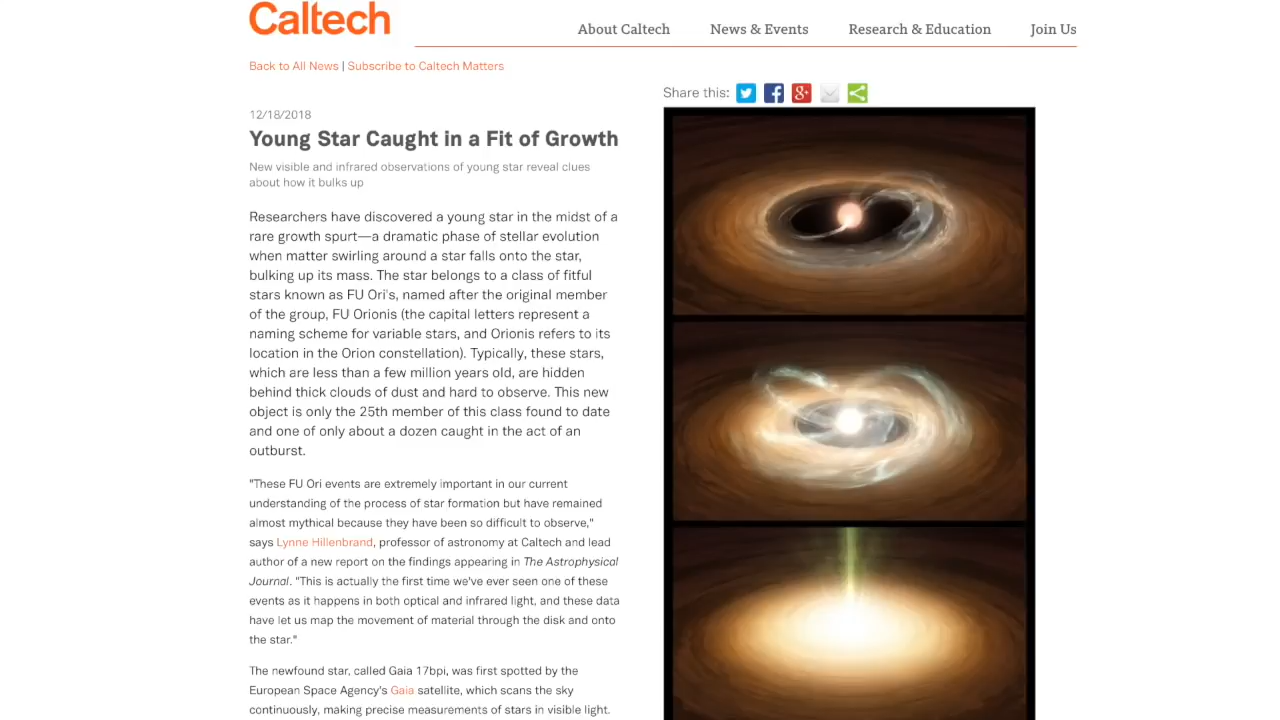 Caltech
About Caltech News & Events Research & Education Join Us
Back to All News | Subscribe to Caltech Matters
Share this:
12/18/2018
Young Star Caught in a Fit of Growth
New visible and infrared observations of young star reveal clues
about how it bulks up
Researchers have discovered a young star in the midst of a
rare growth spurt—a dramatic phase of stellar evolution
when matter swirling around a star falls onto the star,
bulking up its mass. The star belongs to a class of fitful
stars known as FU Ori's, named after the original member
of the group, FU Orionis (the capital letters represent a
naming scheme for variable stars, and Orionis refers to its
location in the Orion constellation). Typically, these stars,
which are less than a few million years old, are hidden
behind thick clouds of dust and hard to observe. This new
object is only the 25th member of this class found to date
and one of only about a dozen caught in the act of an
outburst.
"These FU Ori events are extremely important in our current
understanding of the process of star formation but have remained
almost mythical because they have been so difficult to observe,"
says Lynne Hillenbrand, professor of astronomy at Caltech and lead
author of a new report on the findings appearing in The Astrophysical
Journal. "This is actually the first time we've ever seen one of these
events as it happens in both optical and infrared light, and these data
have let us map the movement of material through the disk and onto
the star."
The newfound star, called Gaia 17bpi, was first spotted by the
European Space Agency's Gaia satellite, which scans the sky
continuously, making precise measurements of stars in visible light.